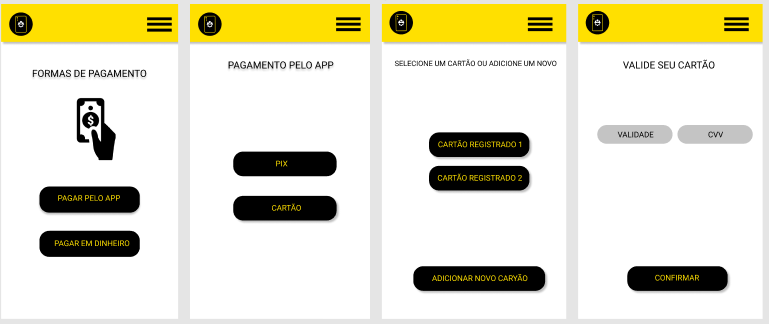 FORMAS DE PAGAMENTO
$
PAGAR PELO APP
PAGAR EM DINHEIRO
PAGAMENTO PELO APP
PIX
CARTÃO
SELECIONE UM CARTÃO OU ADICIONE UM NOVO
CARTÃO REGISTRADO 1
CARTÃO REGISTRADO 2
ADICIONAR NOVO CARYÃO
VALIDE SEU CARTÃO
VALIDADE
CVV
CONFIRMAR